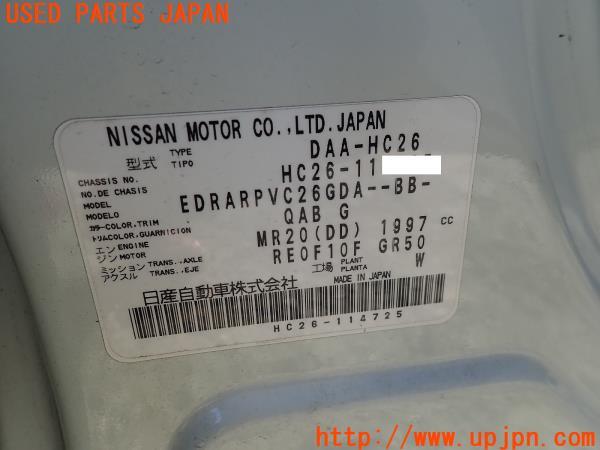 USED PARTS JAPAN
NISSAN MOTOR CO.,LTD.JAPAN
型式 TYPE TIPO DAA-HC26
CHASSIS NO. NO. DE CHASIS HC26-11
MODEL MODELO EDRARPVC26GDA--BB-
カラー COLOR,TRIM トリム COLOR,GUARNICION QAB G
エンジン ENGINE MOTOR MR20(DD) 1997 CC
ミッション アクスル TRANS.,AXLE TRANS.,EJE RE0F10F GR50
工場 PLANT PLANTA W
日産自動車株式会社 MADE IN JAPAN
HC26-114725
http://www.upjpn.com